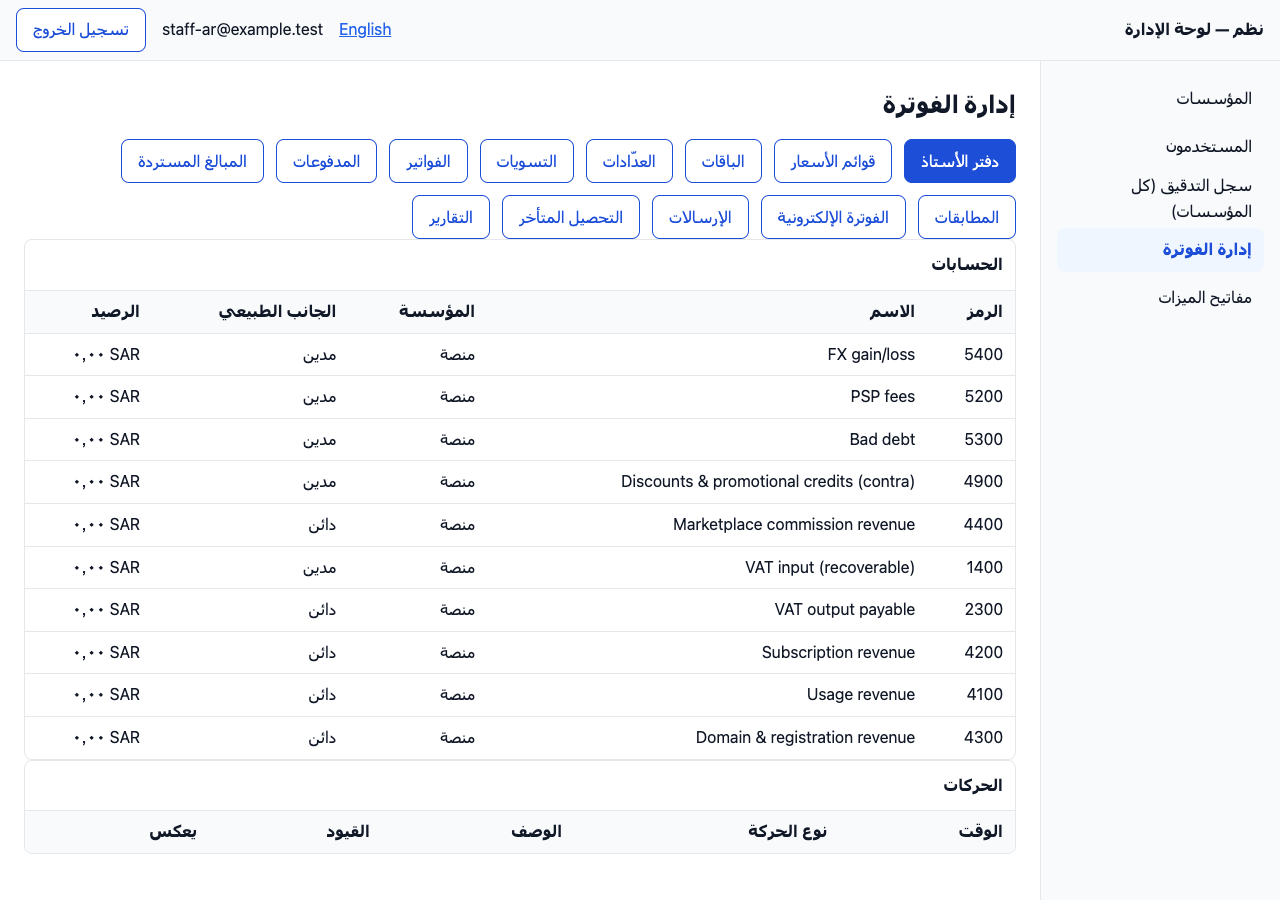 نظم — لوحة الإدارة
English
staff-ar@example.test
تسجيل الخروج
المؤسسات
المستخدمون
سجل التدقيق (كل
المؤسسات)
إدارة الفوترة
مفاتيح الميزات
إدارة الفوترة
دفتر الأستاذ قوائم الأسعار الباقات العدّادات التسويات الفواتير المدفوعات المبالغ المستردة
المطابقات الفوترة الإلكترونية الإرسالات التحصيل المتأخر التقارير
الحسابات
الرمز الاسم المؤسسة الجانب الطبيعي الرصيد
5400 FX gain/loss منصة مدين ٠,٠٠ SAR
5200 PSP fees منصة مدين ٠,٠٠ SAR
5300 Bad debt منصة مدين ٠,٠٠ SAR
4900 Discounts & promotional credits (contra) منصة مدين ٠,٠٠ SAR
4400 Marketplace commission revenue منصة دائن ٠,٠٠ SAR
1400 VAT input (recoverable) منصة مدين ٠,٠٠ SAR
2300 VAT output payable منصة دائن ٠,٠٠ SAR
4200 Subscription revenue منصة دائن ٠,٠٠ SAR
4100 Usage revenue منصة دائن ٠,٠٠ SAR
4300 Domain & registration revenue منصة دائن ٠,٠٠ SAR
الحركات
الوقت نوع الحركة الوصف القيود يعكس